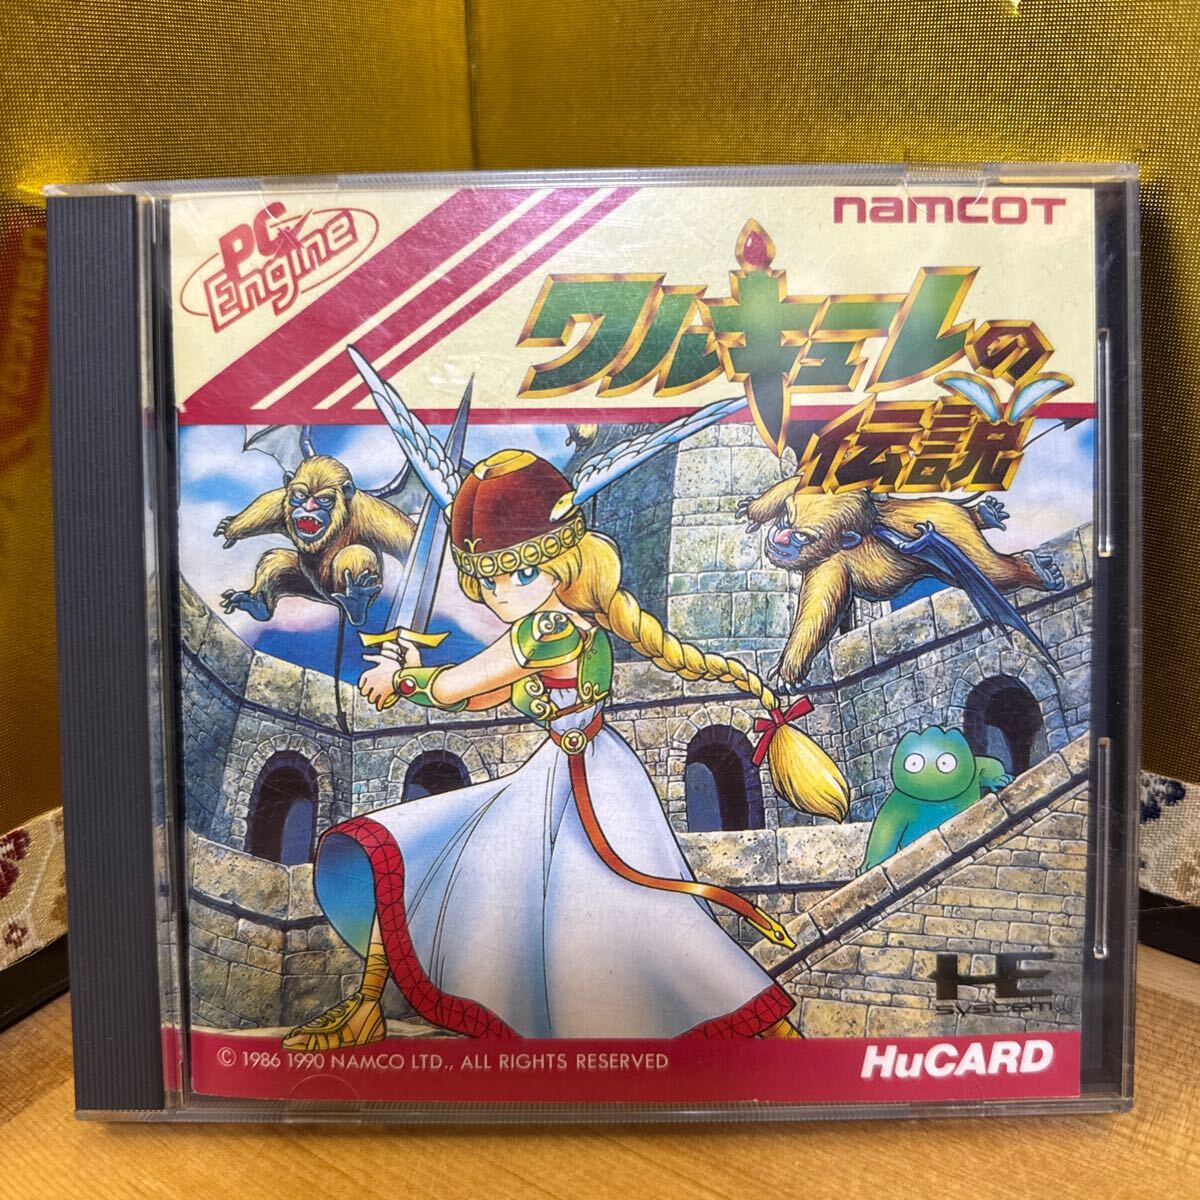 PC Engine
namcoT
ワルキューレの
伝説
HE
SYSTEM
© 1986 1990 NAMCO LTD., ALL RIGHTS RESERVED
HuCARD